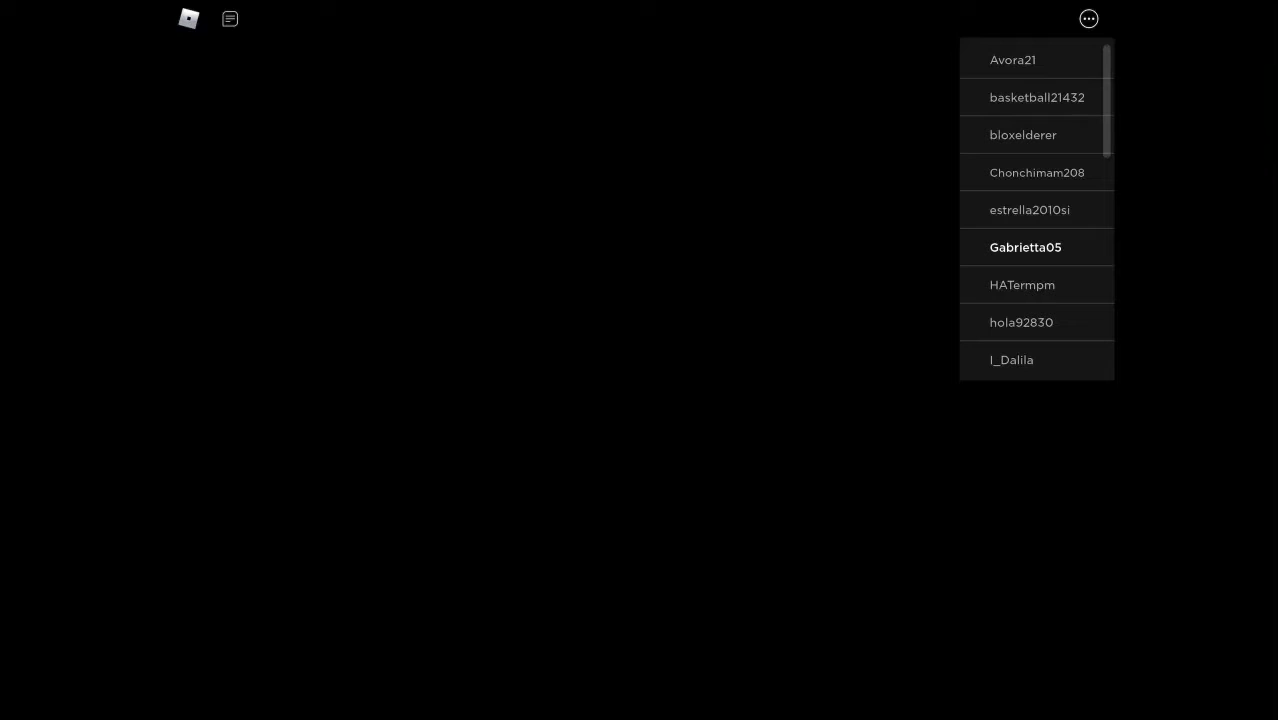 Avora21
basketball21432
bloxelderer
Chonchimam208
estrella2010si
Gabrietta05
HATermpm
hola92830
I_Dalila